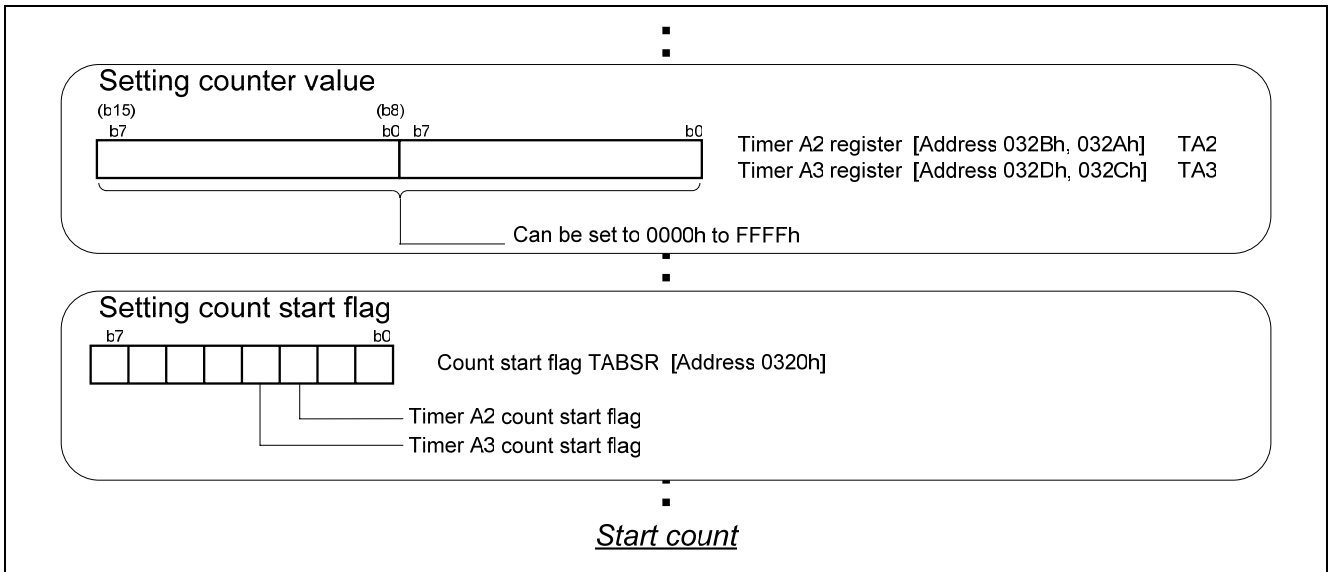 Setting counter value
(b15) (b8)
b7 b0 b7 b0
Timer A2 register [Address 032Bh, 032Ah] TA2
Timer A3 register [Address 032Dh, 032Ch] TA3
Can be set to 0000h to FFFFh
Setting count start flag
b7 b0
Count start flag TABSR [Address 0320h]
Timer A2 count start flag
Timer A3 count start flag
Start count